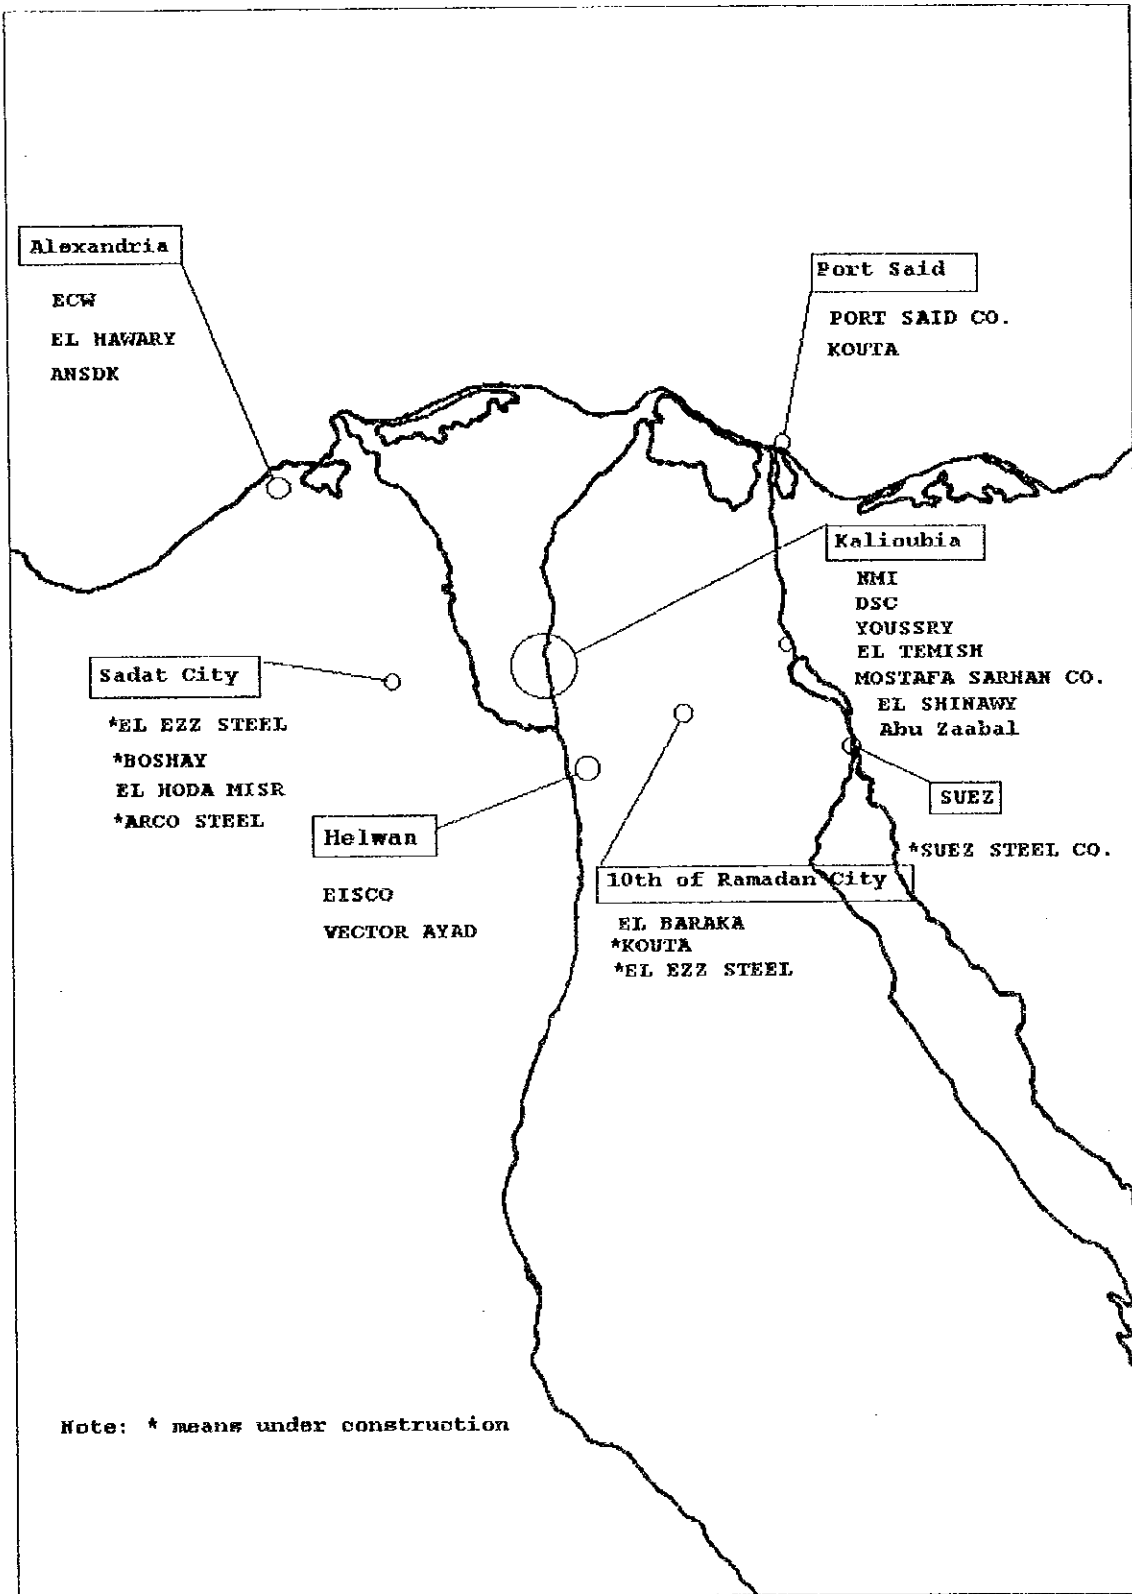 Alexandria
ECW
EL HAWARY
ANSDK
Port Said
PORT SAID CO.
KOUTA
Kalioubia
NMI
DSC
YOUSSRY
EL TEMISH
MOSTAFA SARHAN CO.
EL SHINAWY
Abu Zaabal
Sadat City
*EL EZZ STEEL
*BOSHAY
EL HODA MISR
*ARCO STEEL
Helwan
EISCO
VECTOR AYAD
10th of Ramadan City
EL BARAKA
*KOUTA
*EL EZZ STEEL
SUEZ
*SUEZ STEEL CO.
Note: * means under construction